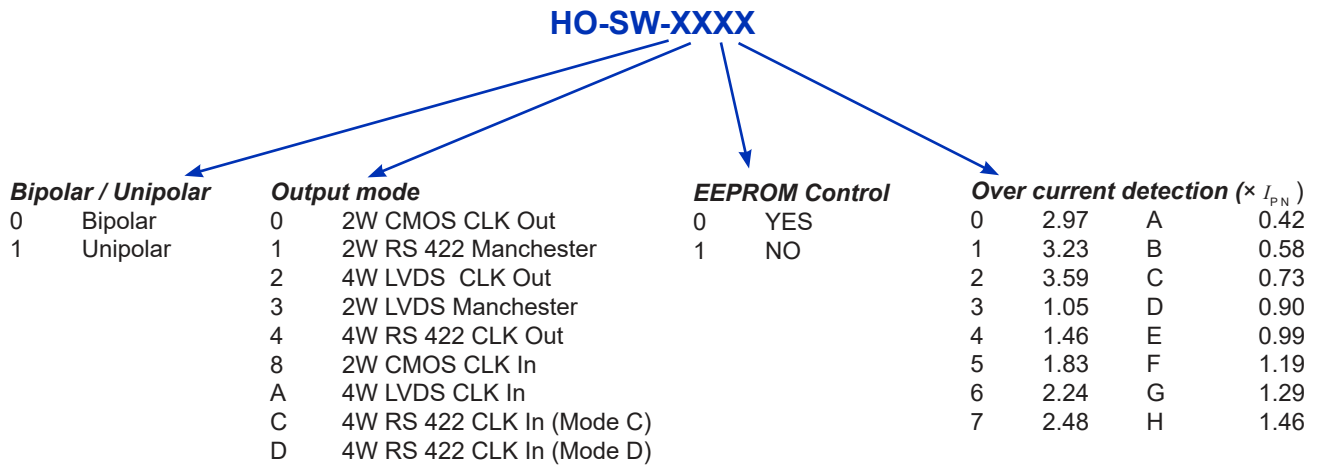 HO-SW-XXXX
Bipolar / Unipolar
0 Bipolar
1 Unipolar
Output mode
0 2W CMOS CLK Out
1 2W RS 422 Manchester
2 4W LVDS CLK Out
3 2W LVDS Manchester
4 4W RS 422 CLK Out
8 2W CMOS CLK In
A 4W LVDS CLK In
C 4W RS 422 CLK In (Mode C)
D 4W RS 422 CLK In (Mode D)
EEPROM Control
0 YES
1 NO
Over current detection (× I PN )
0 2.97 A 0.42
1 3.23 B 0.58
2 3.59 C 0.73
3 1.05 D 0.90
4 1.46 E 0.99
5 1.83 F 1.19
6 2.24 G 1.29
7 2.48 H 1.46